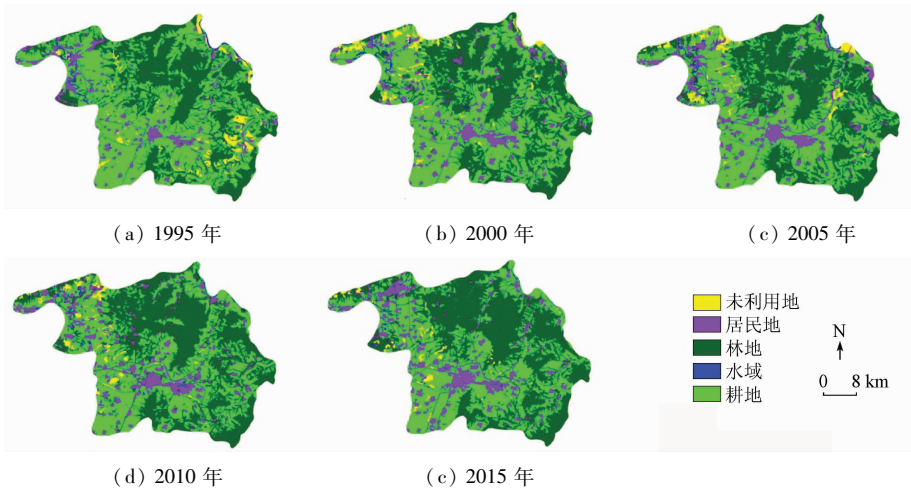 (a) 1995 年
(b) 2000 年
(c) 2005 年
未利用地
居民地
林地
水域
耕地
N
0 8 km
(d) 2010 年
(c) 2015 年